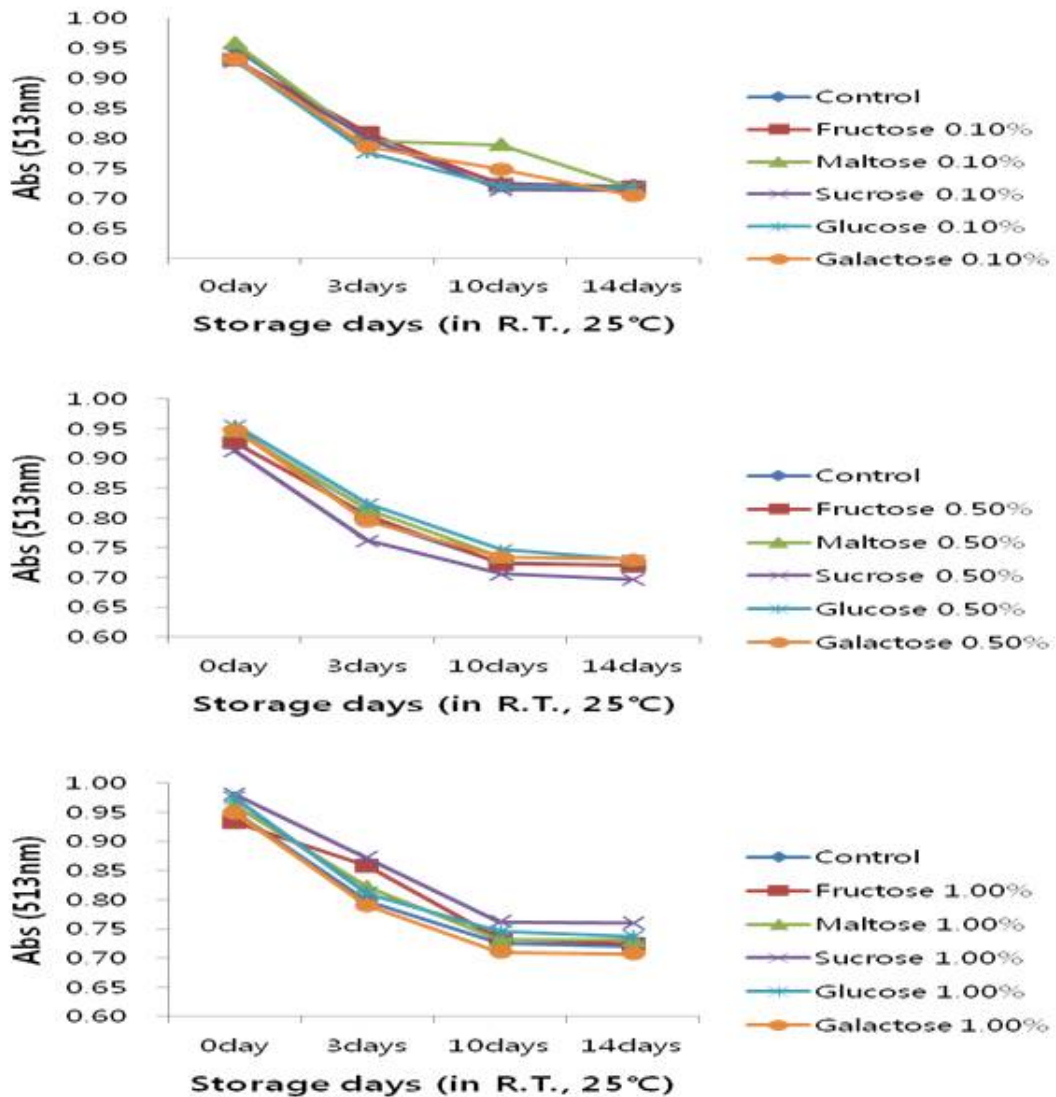 1.00
0.95
0.90
0.85
0.80
0.75
0.70
0.65
0.60
Abs (513nm)
0day 3days 10days 14days
Storage days (in R.T., 25℃)
Control
Fructose 0.10%
Maltose 0.10%
Sucrose 0.10%
Glucose 0.10%
Galactose 0.10%
1.00
0.95
0.90
0.85
0.80
0.75
0.70
0.65
0.60
Abs (513nm)
0day 3days 10days 14days
Storage days (in R.T., 25℃)
Control
Fructose 0.50%
Maltose 0.50%
Sucrose 0.50%
Glucose 0.50%
Galactose 0.50%
1.00
0.95
0.90
0.85
0.80
0.75
0.70
0.65
0.60
Abs (513nm)
0day 3days 10days 14days
Storage days (in R.T., 25℃)
Control
Fructose 1.00%
Maltose 1.00%
Sucrose 1.00%
Glucose 1.00%
Galactose 1.00%